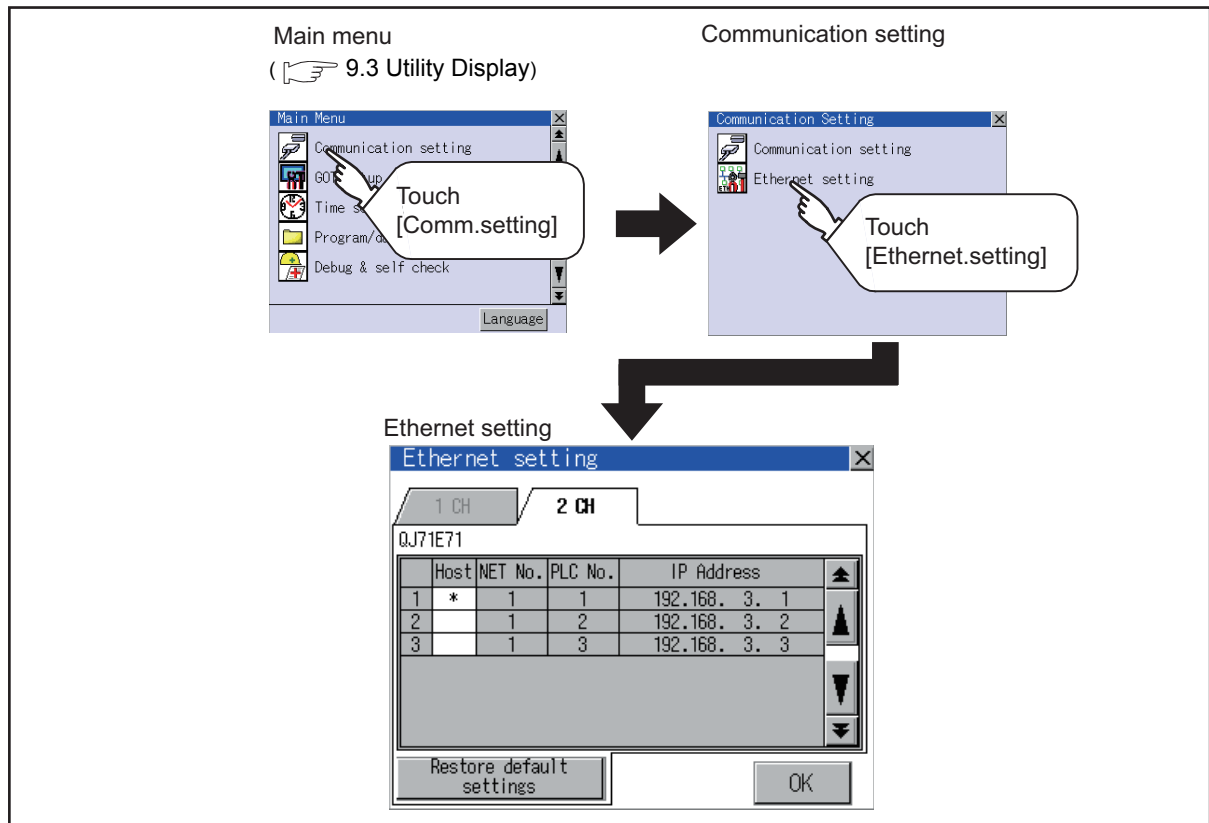 Main menu
( 9.3 Utility Display)
Communication setting
Main Menu
Communication setting
GOT up
Time s
Program/da
Debug & self check
Language
Touch
[Comm.setting]
Communication Setting
Communication setting
Ethernet setting
Touch
[Ethernet.setting]
Ethernet setting
Ethernet setting
1 CH 2 CH
QJ71E71
Host NET No. PLC No. IP Address
1 * 1 1 192.168. 3. 1
2 1 2 192.168. 3. 2
3 1 3 192.168. 3. 3
Restore default
settings
OK